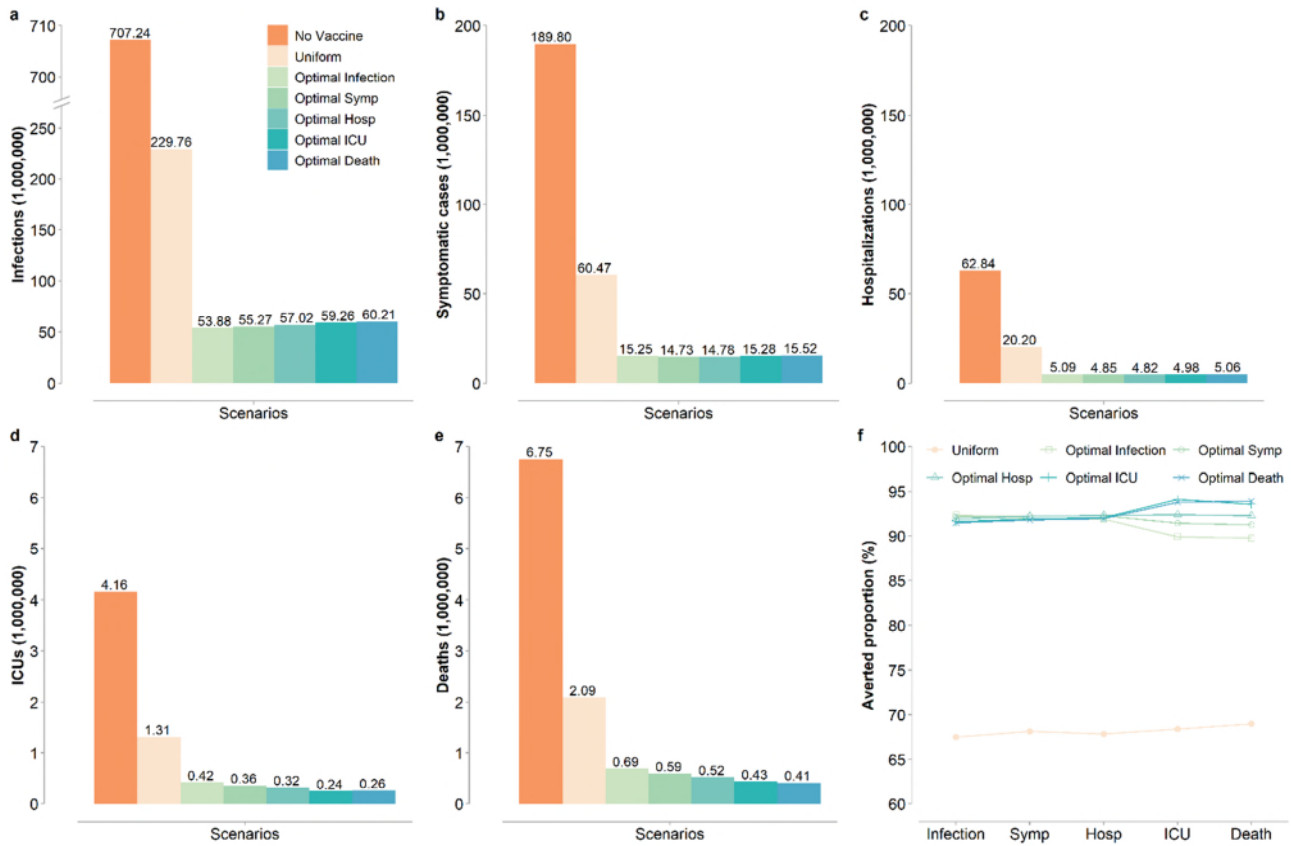 a
Infections (1,000,000)
710
700
250
200
150
100
50
0
707.24
229.76
53.88 55.27 57.02 59.26 60.21
Scenarios
No Vaccine
Uniform
Optimal Infection
Optimal Symp
Optimal Hosp
Optimal ICU
Optimal Death
b
Symptomatic cases (1,000,000)
200
150
100
50
0
189.80
60.47
15.25 14.73 14.78 15.28 15.52
Scenarios
c
Hospitalizations (1,000,000)
200
150
100
50
0
62.84
20.20
5.09 4.85 4.82 4.98 5.06
Scenarios
d
ICUs (1,000,000)
7
6
5
4
3
2
1
0
4.16
1.31
0.42 0.36 0.32 0.24 0.26
Scenarios
e
Deaths (1,000,000)
7
6
5
4
3
2
1
0
6.75
2.09
0.69 0.59 0.52 0.43 0.41
Scenarios
f
Averted proportion (%)
100
95
90
85
80
75
70
65
60
Uniform Optimal Infection Optimal Symp
Optimal Hosp Optimal ICU Optimal Death
Infection Symp Hosp ICU Death